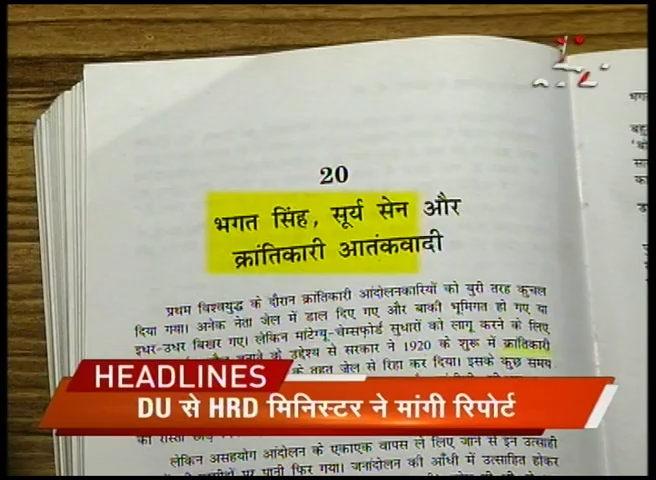 20
भगत सिंह, सूर्य सेन और
क्रांतिकारी आतंकवादी
प्रथम विश्वयुद्ध के दौरान क्रांतिकारी आंदोलनकारियों को बुरी तरह कुचल
दिया गया। अनेक नेता जेल में डाल दिए गए और बाकी भूमिगत हो गए या
इधर-उधर बिखर गए। लेकिन मांटेग्यू-चेम्सफोर्ड सुधारों को लागू करने के लिए
उद्देश्य से सरकार ने 1920 के शुरू में क्रांतिकारी
के तहत जेल से रिहा कर दिया। इसके कुछ समय
HEADLINES
DU से HRD मिनिस्टर ने मांगी रिपोर्ट
का रास्ता
लेकिन असहयोग आंदोलन के एकाएक वापस ले लिए जाने से इन उत्साही
पर पानी फिर गया। जनांदोलन की आँधी में उत्साहित होकर